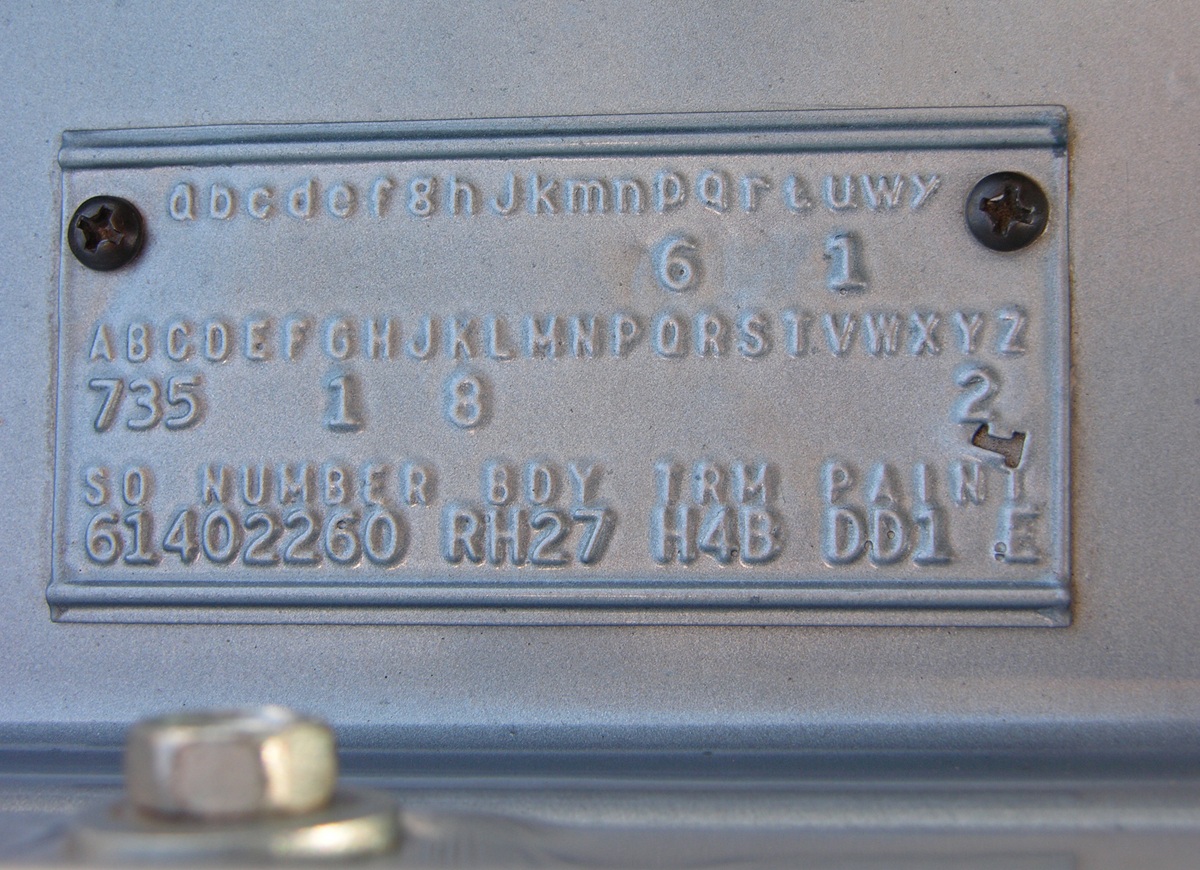 abcdefghJkmnpqrtuwy
6 1
ABCDEFGHJKLMNPQRSTVWXYZ
735 1 8 2
SO NUMBER BDY TRM PAINT
61402260 RH27 H4B DD1 E